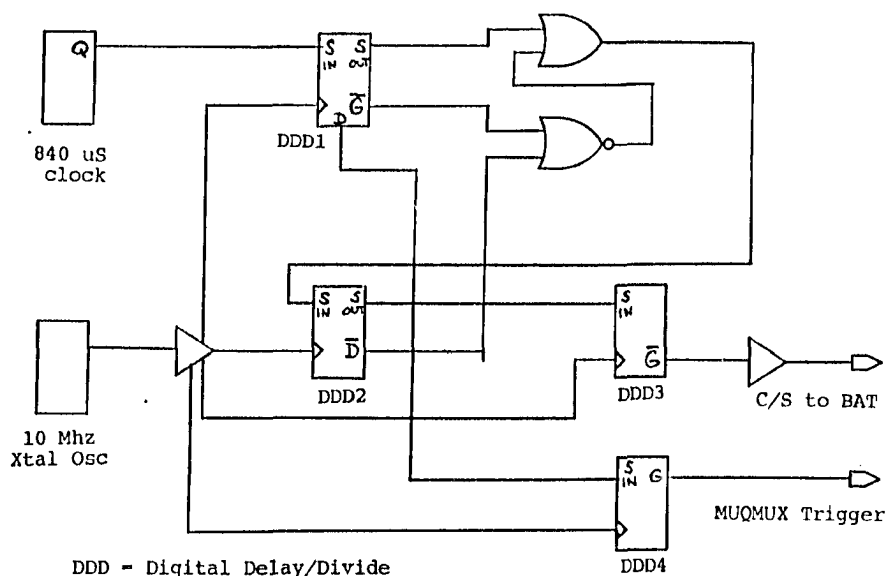 Q
840 uS
clock
S
IN
S
OUT
G
D
DDD1
10 Mhz
Xtal Osc
S
IN
S
OUT
D
DDD2
S
IN
G
DDD3
C/S to BAT
S
IN
G
DDD4
MUQMUX Trigger
DDD = Digital Delay/Divide